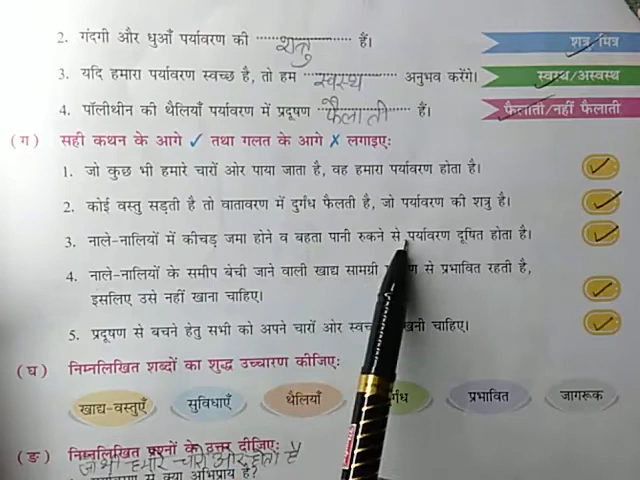 2. गंदगी और धुआँ पर्यावरण की शत्रु हैं। शत्रु/मित्र
3. यदि हमारा पर्यावरण स्वच्छ है, तो हम स्वस्थ अनुभव करेंगे। स्वस्थ/अस्वस्थ
4. पॉलीथीन की थैलियाँ पर्यावरण में प्रदूषण फैलाती हैं। फैलाती/नहीं फैलाती
(ग) सही कथन के आगे ✓ तथा गलत के आगे ✗ लगाइए:
1. जो कुछ भी हमारे चारों ओर पाया जाता है, वह हमारा पर्यावरण होता है। ✓
2. कोई वस्तु सड़ती है तो वातावरण में दुर्गंध फैलती है, जो पर्यावरण की शत्रु है। ✓
3. नाले-नालियों में कीचड़ जमा होने व बहता पानी रुकने से पर्यावरण दूषित होता है। ✓
4. नाले-नालियों के समीप बेची जाने वाली खाद्य सामग्री से प्रभावित रहती है,
इसलिए उसे नहीं खाना चाहिए। ✓
5. प्रदूषण से बचने हेतु सभी को अपने चारों ओर चाहिए। ✓
(घ) निम्नलिखित शब्दों का शुद्ध उच्चारण कीजिए:
खाद्य-वस्तुएँ सुविधाएँ थैलियाँ प्रभावित जागरूक
(ङ) निम्नलिखित प्रश्नों के उत्तर दीजिए:
जो भी हमारे चारो ओर होता है
से क्या अभिप्राय है?